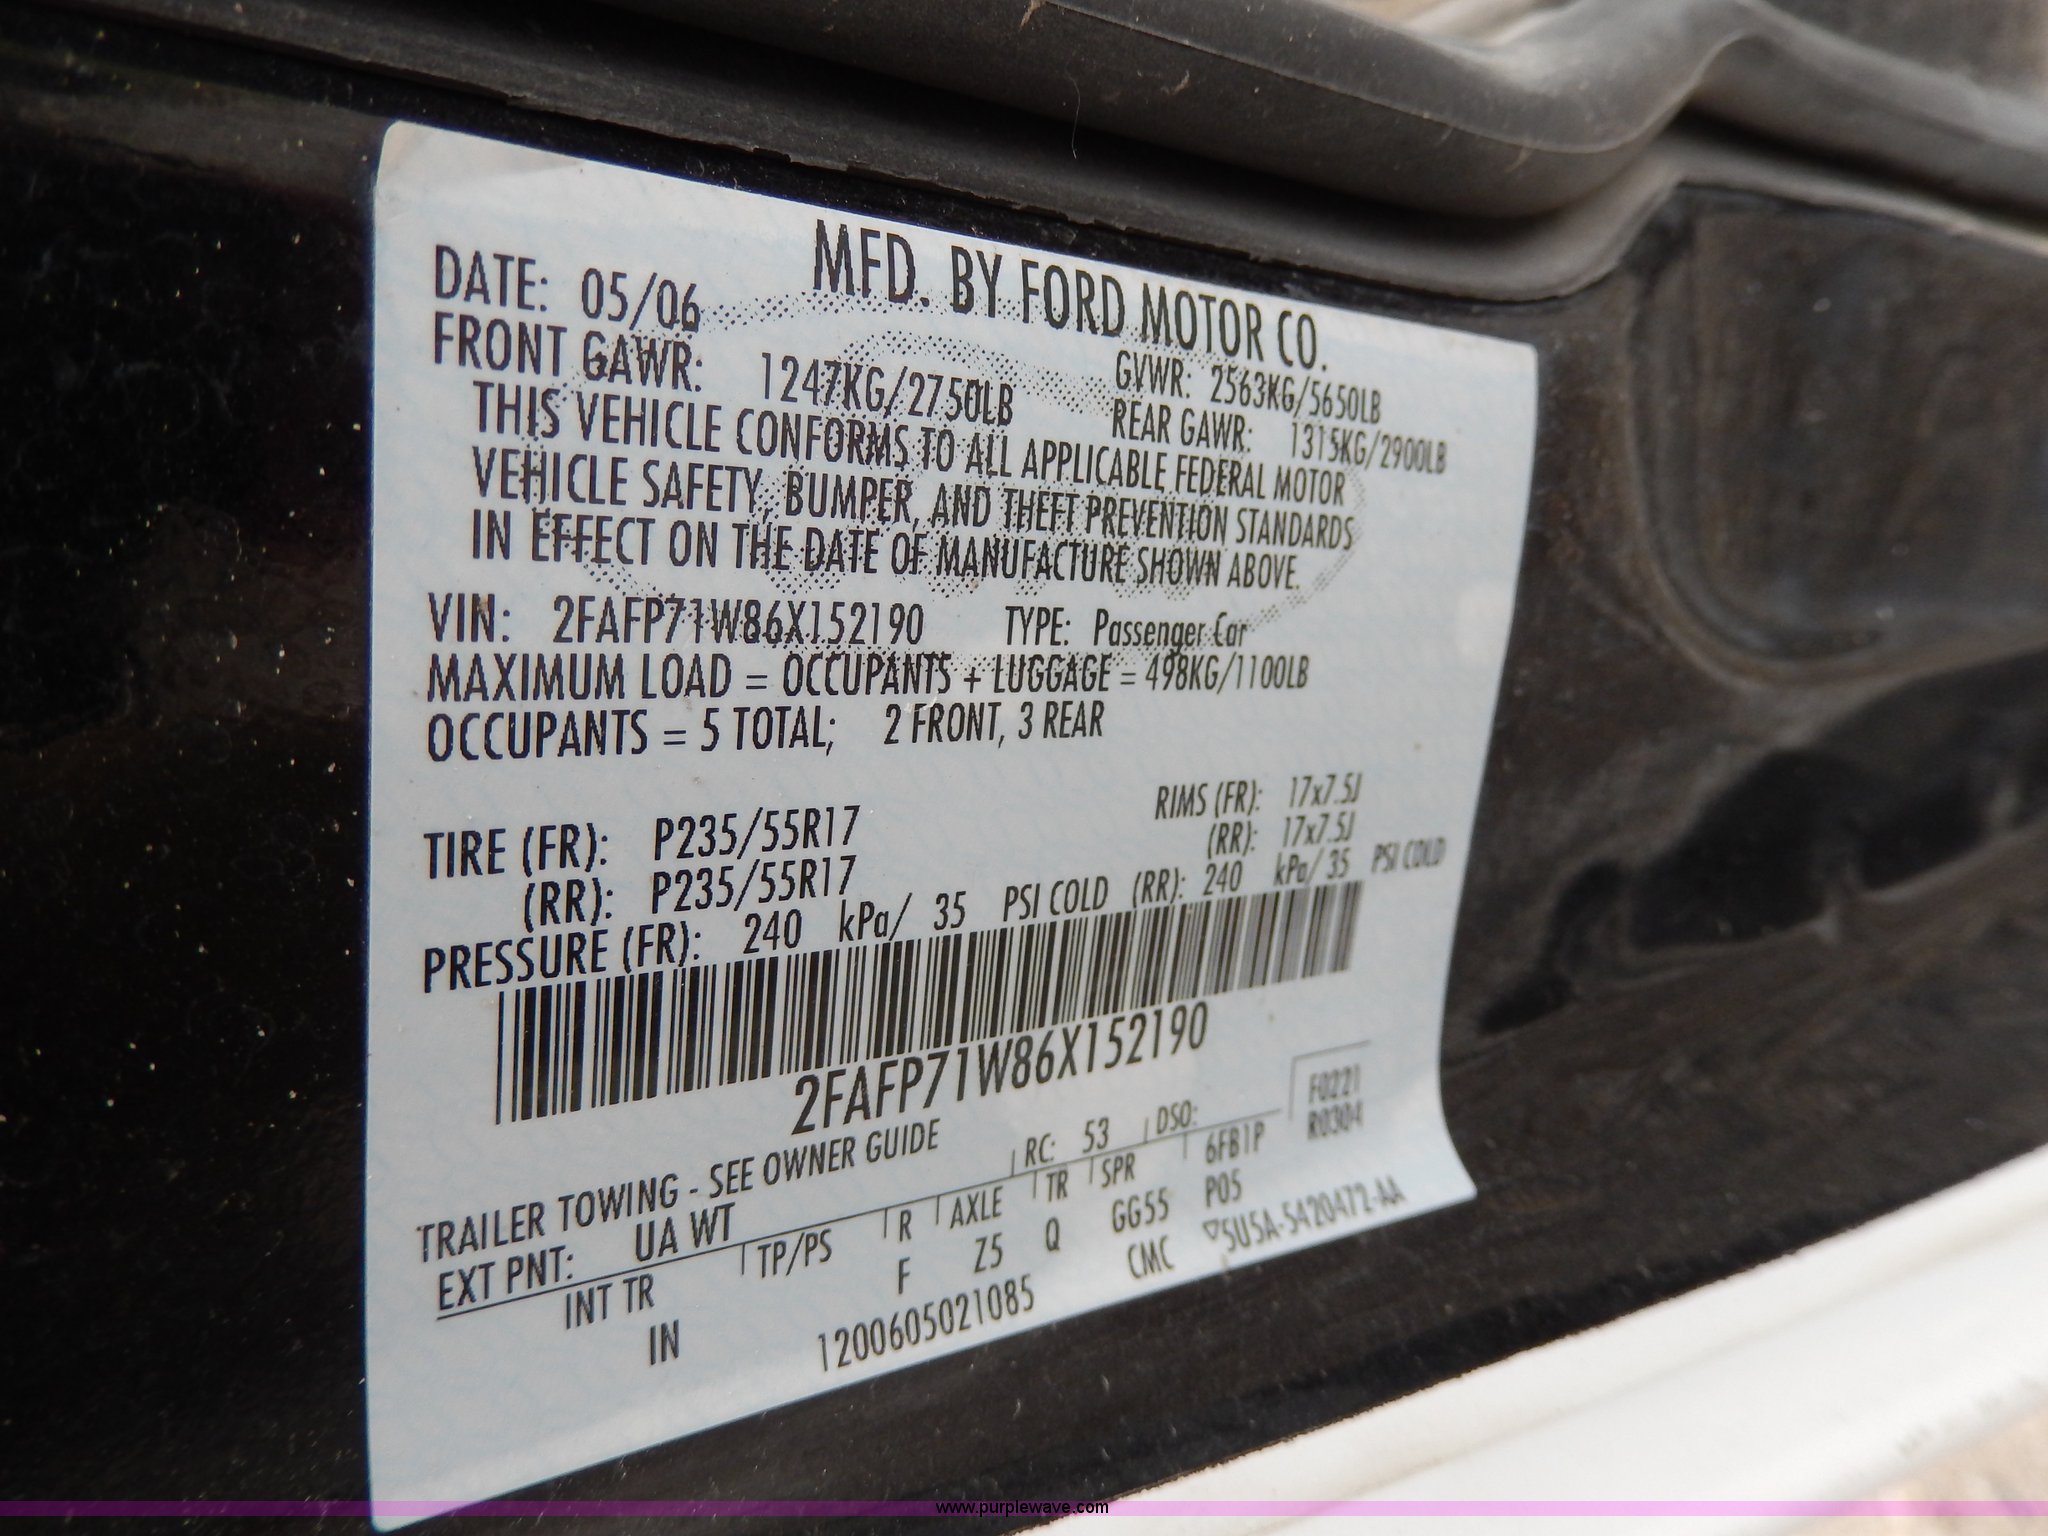 MFD. BY FORD MOTOR CO.
DATE: 05/06 GVWR: 2563KG/5650LB
FRONT GAWR: 1247KG/2750LB REAR GAWR: 1315KG/2900LB
THIS VEHICLE CONFORMS TO ALL APPLICABLE FEDERAL MOTOR
VEHICLE SAFETY, BUMPER, AND THEFT PREVENTION STANDARDS
IN EFFECT ON THE DATE OF MANUFACTURE SHOWN ABOVE.
VIN: 2FAFP71W86X152190 TYPE: Passenger Car
MAXIMUM LOAD = OCCUPANTS + LUGGAGE = 498KG/1100LB
OCCUPANTS = 5 TOTAL; 2 FRONT, 3 REAR
TIRE (FR): P235/55R17 RIMS (FR): 17x7.5J
(RR): P235/55R17 (RR): 17x7.5J
PRESSURE (FR): 240 kPa/ 35 PSI COLD (RR): 240 kPa/ 35 PSI COLD
2FAFP71W86X152190
F0221
R0304
TRAILER TOWING - SEE OWNER GUIDE
EXT PNT: UA WT RC: 53 DSO:
INT TR TP/PS R AXLE TR SPR 6FB1P
IN F Z5 Q GG55 P05
1200605021085 CMC ▽5U5A-5420472-AA
www.purplewave.com